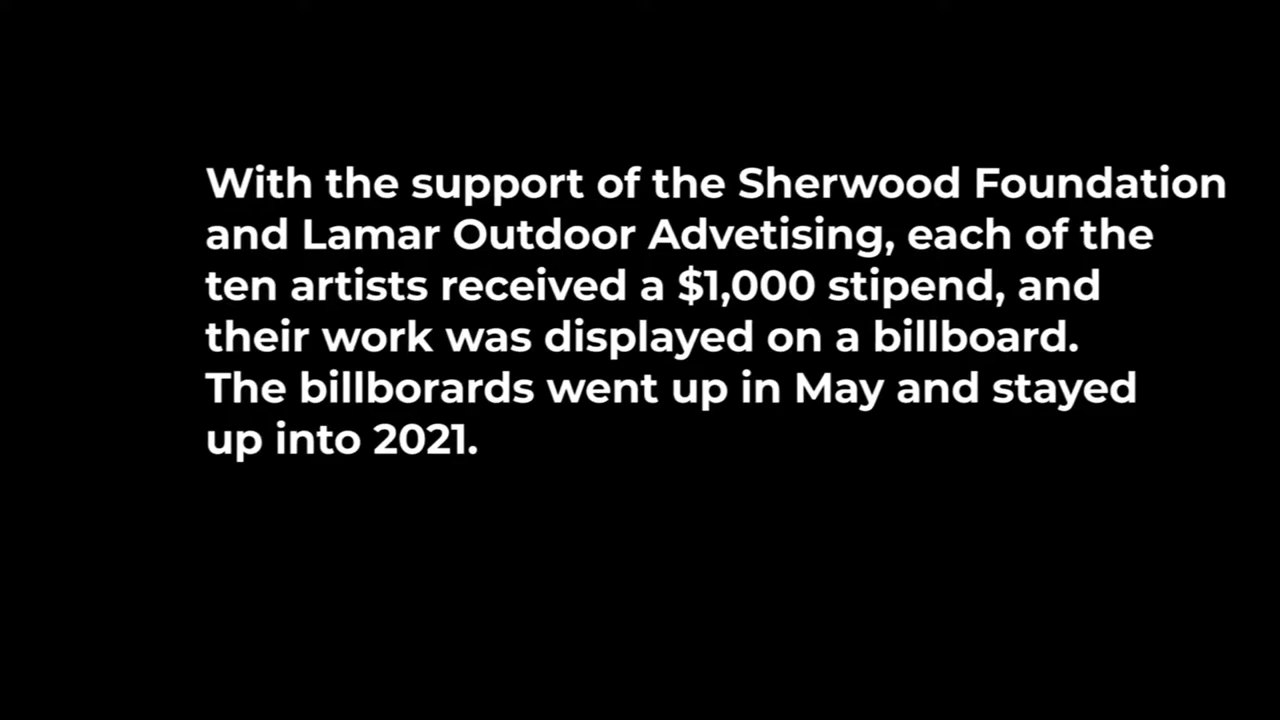 With the support of the Sherwood Foundation
and Lamar Outdoor Advetising, each of the
ten artists received a $1,000 stipend, and
their work was displayed on a billboard.
The billborards went up in May and stayed
up into 2021.